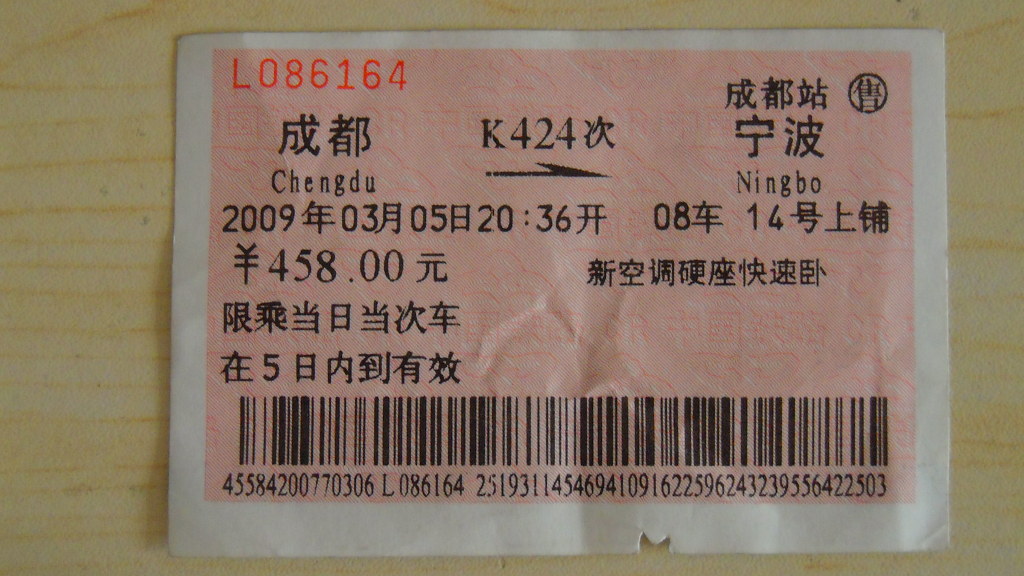 L086164
成都站 售
成都 K424次 宁波
Chengdu Ningbo
2009年03月05日20:36开 08车 14号上铺
¥458.00元 新空调硬座快速卧
限乘当日当次车
在5日内到有效
45584200770306 L086164 2519311454694109162259624323955642250​3